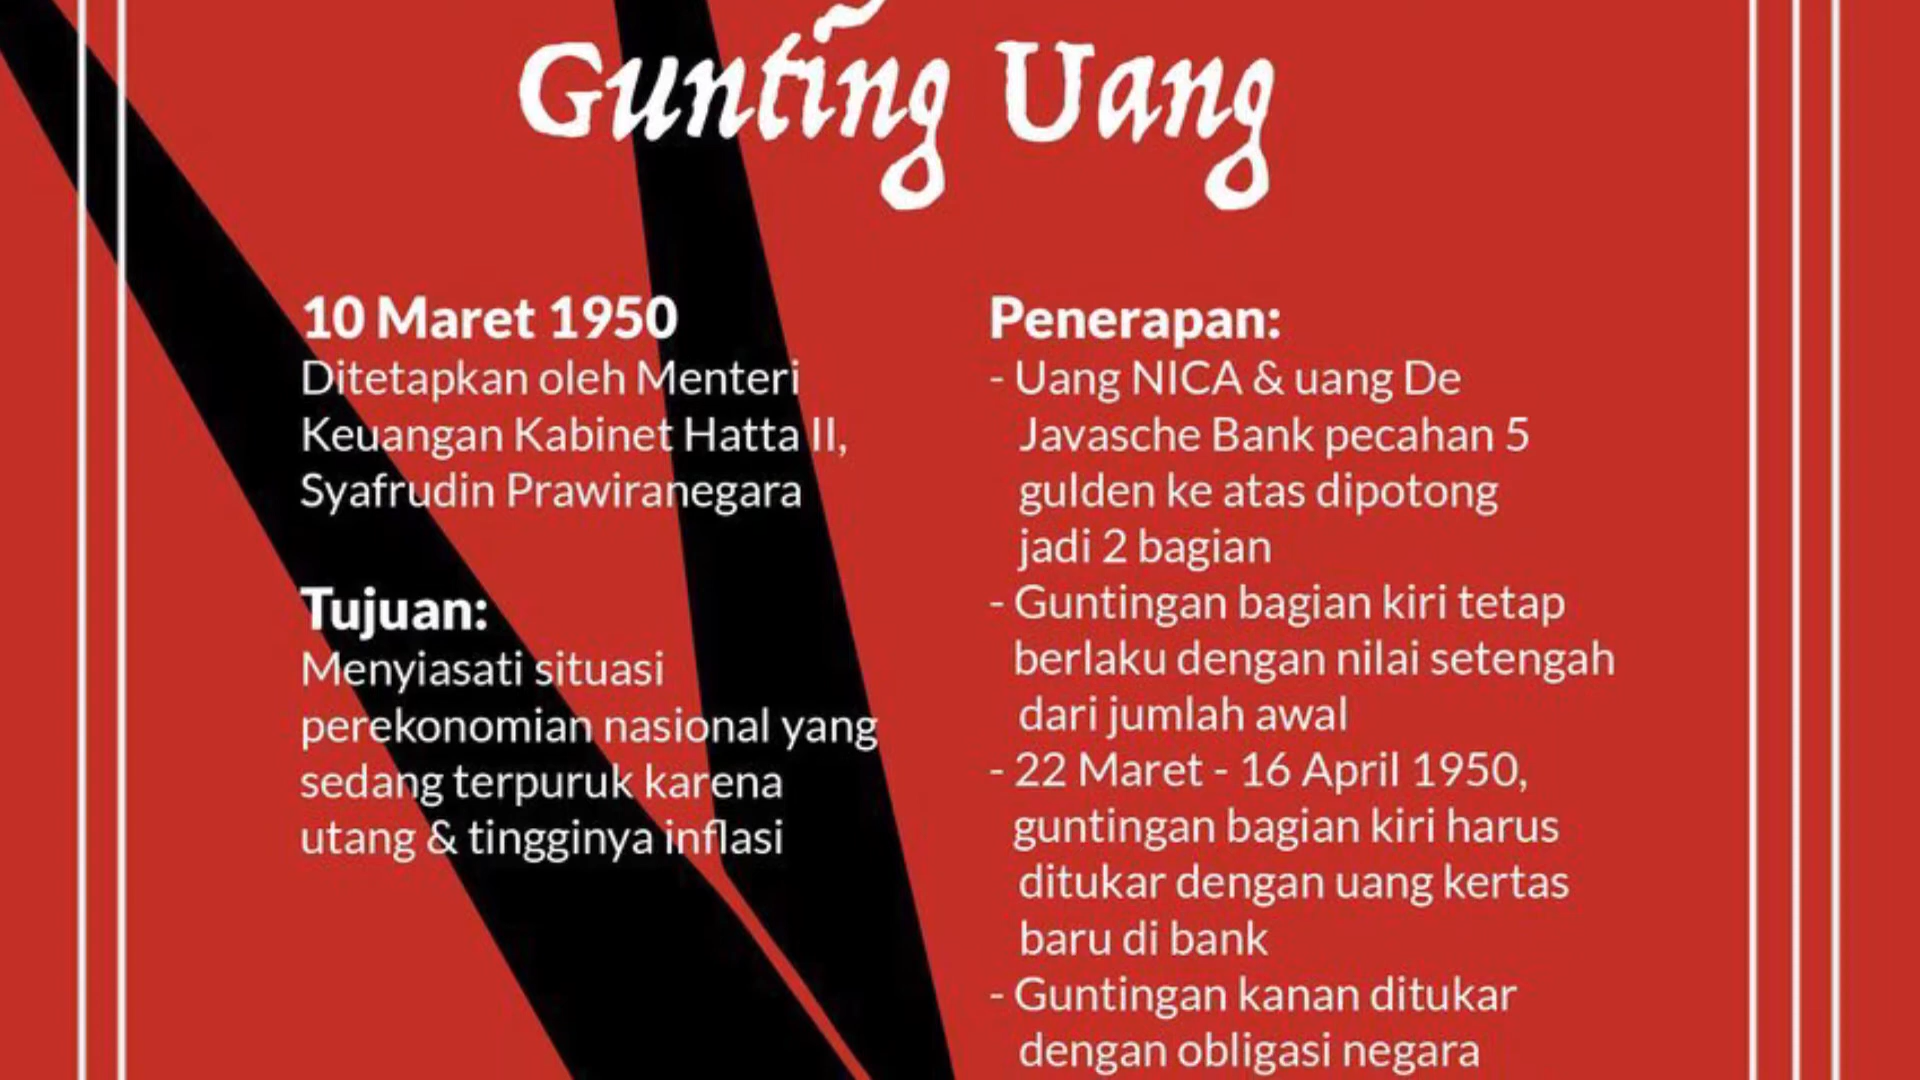 Gunting Uang
10 Maret 1950
Ditetapkan oleh Menteri
Keuangan Kabinet Hatta II,
Syafrudin Prawiranegara
Tujuan:
Menyiasati situasi
perekonomian nasional yang
sedang terpuruk karena
utang & tingginya inflasi
Penerapan:
- Uang NICA & uang De
Javasche Bank pecahan 5
gulden ke atas dipotong
jadi 2 bagian
- Guntingan bagian kiri tetap
berlaku dengan nilai setengah
dari jumlah awal
- 22 Maret - 16 April 1950,
guntingan bagian kiri harus
ditukar dengan uang kertas
baru di bank
- Guntingan kanan ditukar
dengan obligasi negara